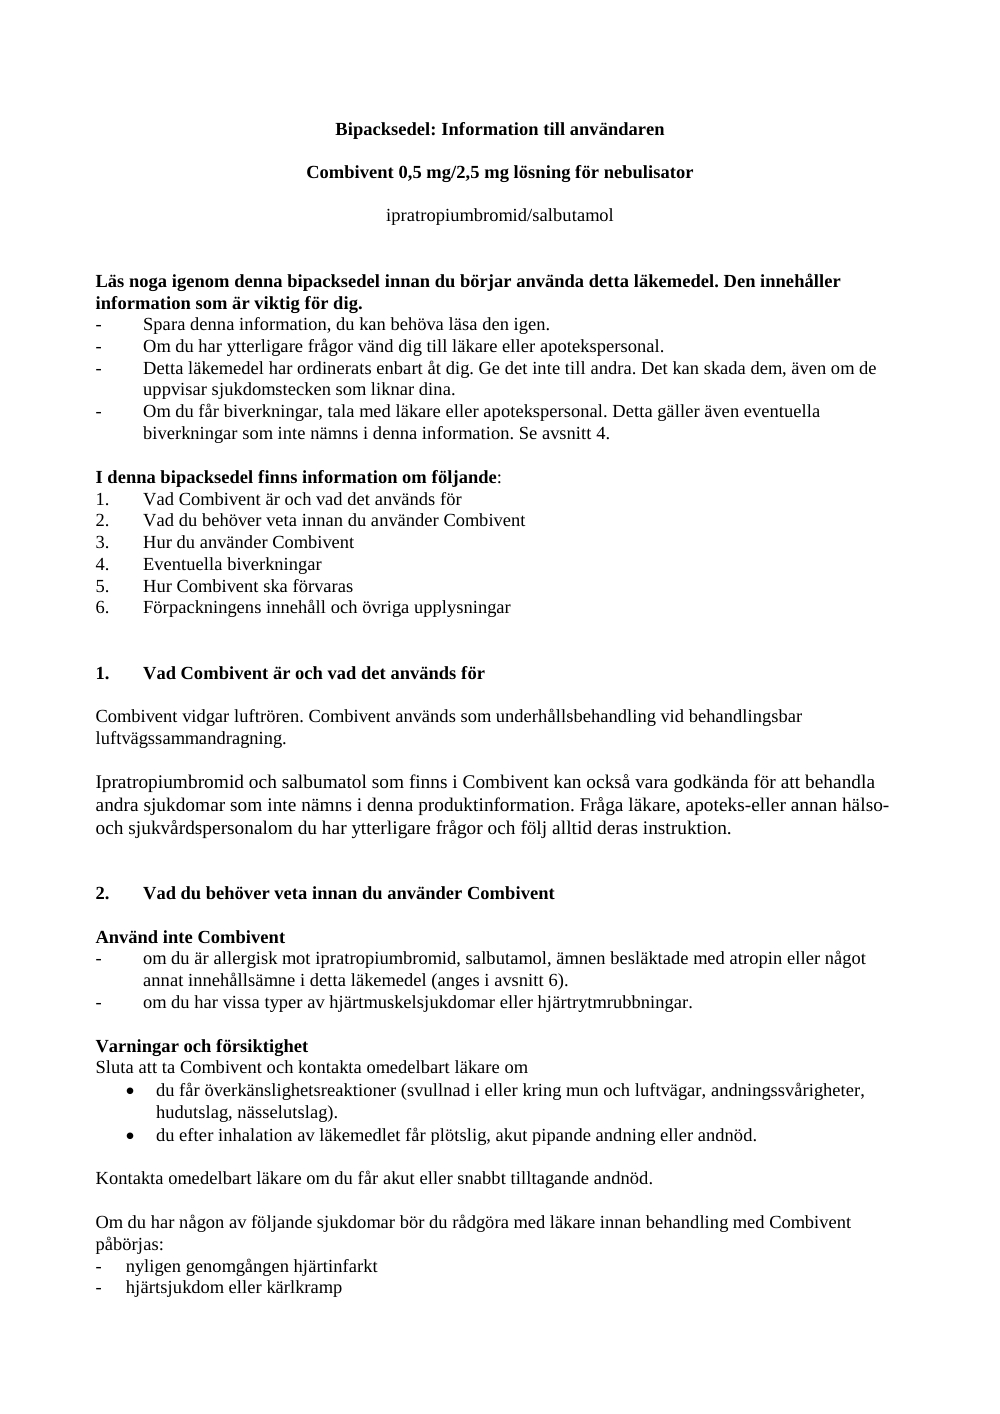 Bipacksedel: Information till användaren
Combivent 0,5 mg/2,5 mg lösning för nebulisator
ipratropiumbromid/salbutamol
Läs noga igenom denna bipacksedel innan du börjar använda detta läkemedel. Den innehåller
information som är viktig för dig.
- Spara denna information, du kan behöva läsa den igen.
- Om du har ytterligare frågor vänd dig till läkare eller apotekspersonal.
- Detta läkemedel har ordinerats enbart åt dig. Ge det inte till andra. Det kan skada dem, även om de
uppvisar sjukdomstecken som liknar dina.
- Om du får biverkningar, tala med läkare eller apotekspersonal. Detta gäller även eventuella
biverkningar som inte nämns i denna information. Se avsnitt 4.
I denna bipacksedel finns information om följande:
1. Vad Combivent är och vad det används för
2. Vad du behöver veta innan du använder Combivent
3. Hur du använder Combivent
4. Eventuella biverkningar
5. Hur Combivent ska förvaras
6. Förpackningens innehåll och övriga upplysningar
1. Vad Combivent är och vad det används för
Combivent vidgar luftrören. Combivent används som underhållsbehandling vid behandlingsbar
luftvägssammandragning.
Ipratropiumbromid och salbumatol som finns i Combivent kan också vara godkända för att behandla
andra sjukdomar som inte nämns i denna produktinformation. Fråga läkare, apoteks-eller annan hälso-
och sjukvårdspersonalom du har ytterligare frågor och följ alltid deras instruktion.
2. Vad du behöver veta innan du använder Combivent
Använd inte Combivent
- om du är allergisk mot ipratropiumbromid, salbutamol, ämnen besläktade med atropin eller något
annat innehållsämne i detta läkemedel (anges i avsnitt 6).
- om du har vissa typer av hjärtmuskelsjukdomar eller hjärtrytmrubbningar.
Varningar och försiktighet
Sluta att ta Combivent och kontakta omedelbart läkare om
• du får överkänslighetsreaktioner (svullnad i eller kring mun och luftvägar, andningssvårigheter,
hudutslag, nässelutslag).
• du efter inhalation av läkemedlet får plötslig, akut pipande andning eller andnöd.
Kontakta omedelbart läkare om du får akut eller snabbt tilltagande andnöd.
Om du har någon av följande sjukdomar bör du rådgöra med läkare innan behandling med Combivent
påbörjas:
- nyligen genomgången hjärtinfarkt
- hjärtsjukdom eller kärlkramp